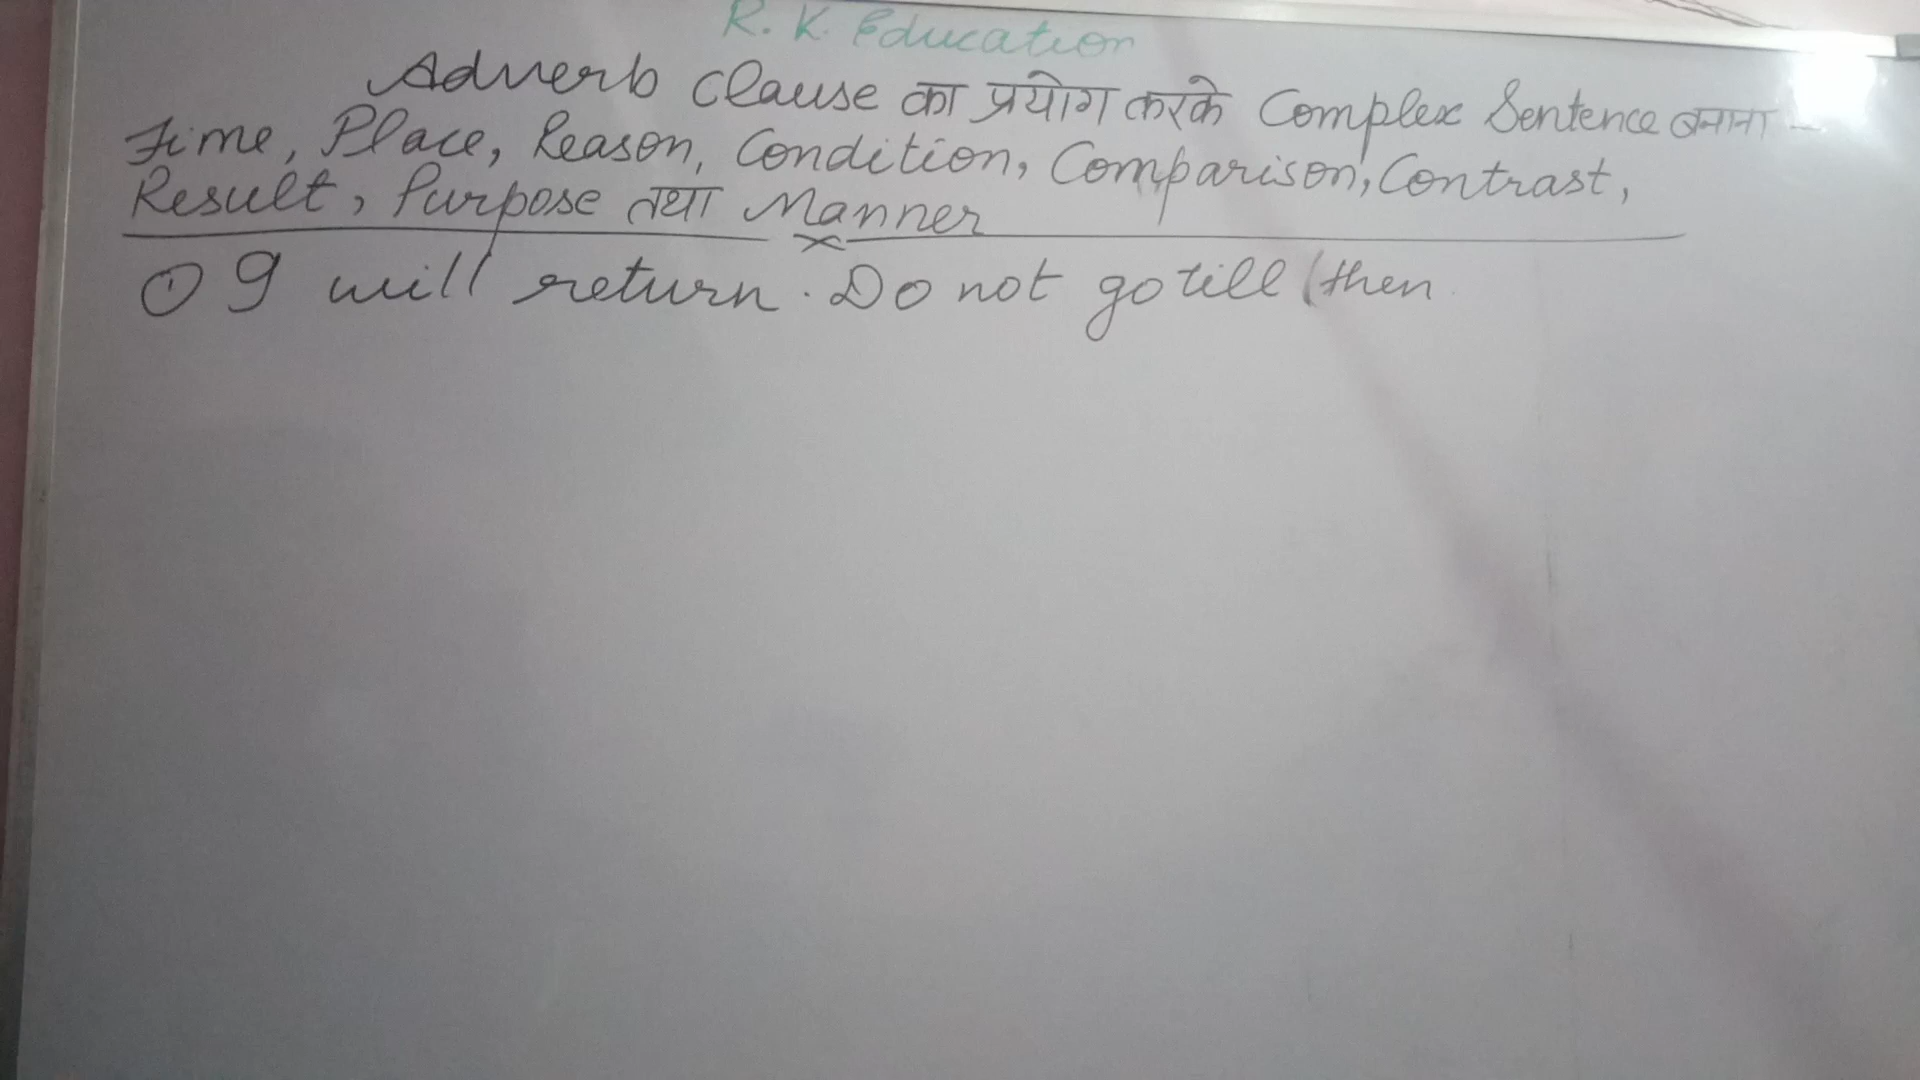 R. K. Education
Adverb Clause का प्रयोग करके Complex Sentence बनाना -
Time, Place, Reason, Condition, Comparison, Contrast,
Result, Purpose तथा Manner
① I will return. Do not go till then.